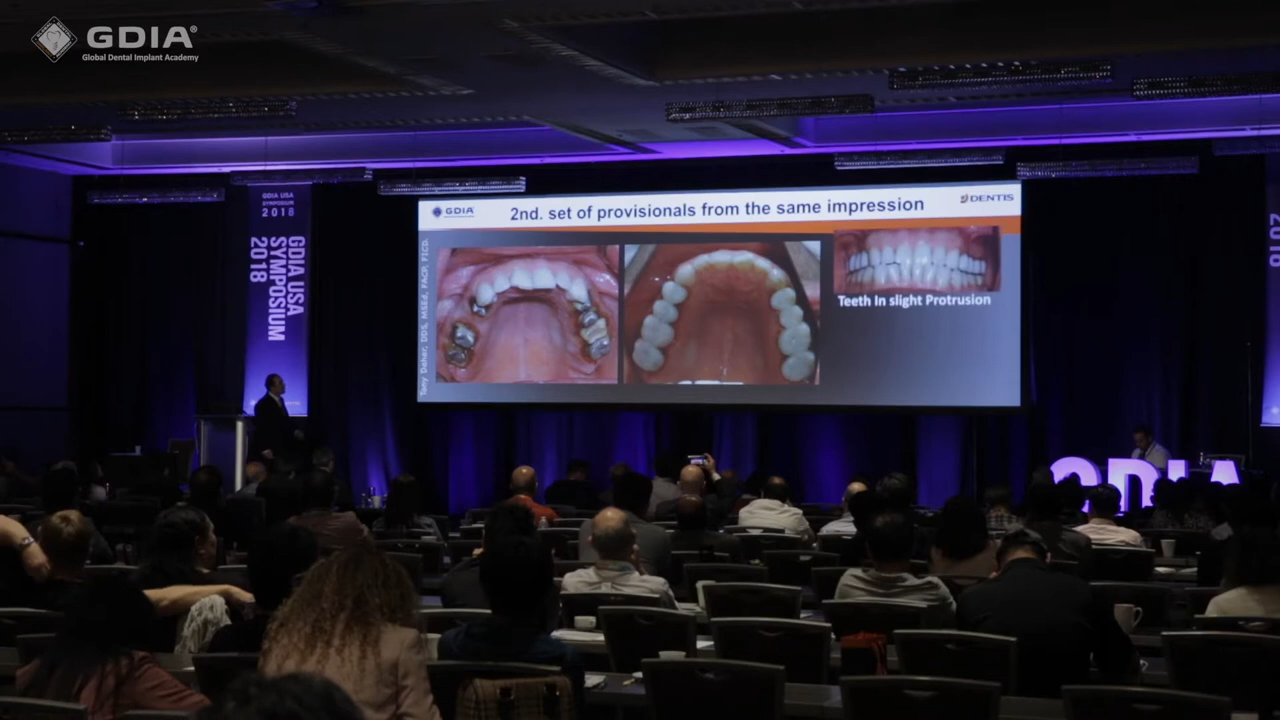 GDIA®
Global Dental Implant Academy
GDIA USA
SYMPOSIUM
2018
GDIA USA
SYMPOSIUM
2018
GDIA
2nd. set of provisionals from the same impression
DENTIS
Tony Daher, DDS, MSEd, FACP, FICD.
Teeth In slight Protrusion
2018
GDIA